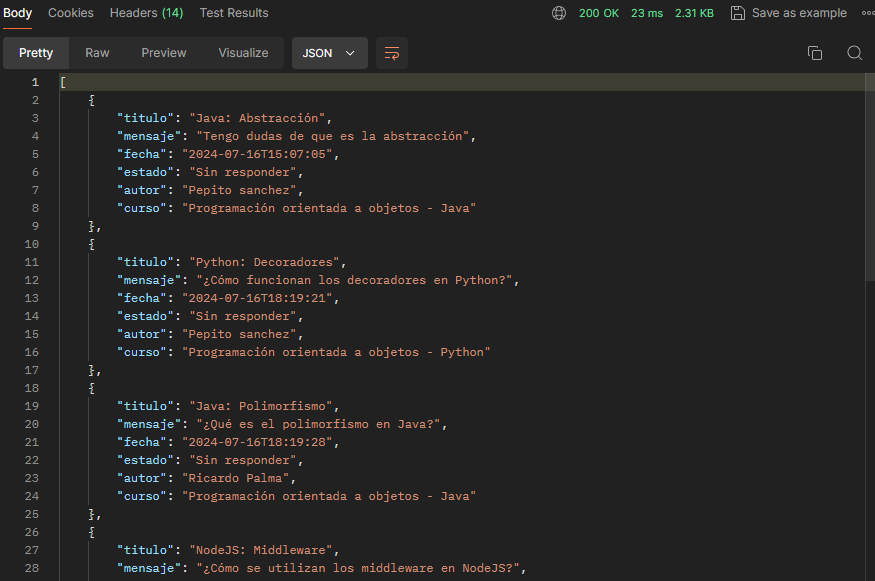 Body Cookies Headers (14) Test Results 200 OK 23 ms 2.31 KB Save as example
Pretty Raw Preview Visualize JSON
1 [
2 {
3 "titulo": "Java: Abstracción",
4 "mensaje": "Tengo dudas de que es la abstracción",
5 "fecha": "2024-07-16T15:07:05",
6 "estado": "Sin responder",
7 "autor": "Pepito sanchez",
8 "curso": "Programación orientada a objetos - Java"
9 },
10 {
11 "titulo": "Python: Decoradores",
12 "mensaje": "¿Cómo funcionan los decoradores en Python?",
13 "fecha": "2024-07-16T18:19:21",
14 "estado": "Sin responder",
15 "autor": "Pepito sanchez",
16 "curso": "Programación orientada a objetos - Python"
17 },
18 {
19 "titulo": "Java: Polimorfismo",
20 "mensaje": "¿Qué es el polimorfismo en Java?",
21 "fecha": "2024-07-16T18:19:28",
22 "estado": "Sin responder",
23 "autor": "Ricardo Palma",
24 "curso": "Programación orientada a objetos - Java"
25 },
26 {
27 "titulo": "NodeJS: Middleware",
28 "mensaje": "¿Cómo se utilizan los middleware en NodeJS?",